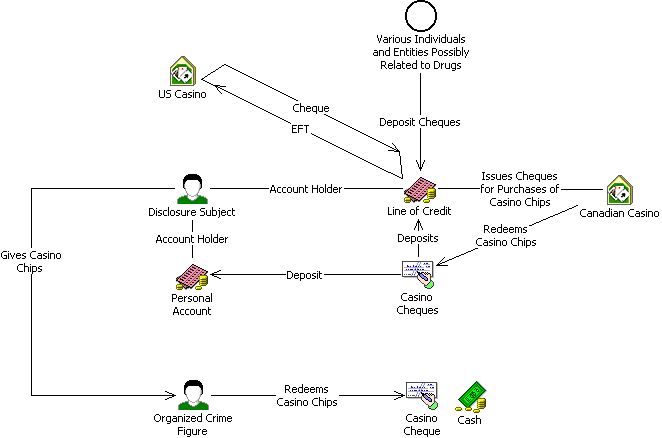 Various Individuals
and Entities Possibly
Related to Drugs
US Casino
Cheque
EFT
Deposit Cheques
Disclosure Subject
Account Holder
Line of Credit
Issues Cheques
for Purchases of
Casino Chips
Canadian Casino
Gives Casino
Chips
Account Holder
Deposits
Redeems
Casino Chips
Personal
Account
Deposit
Casino
Cheques
Organized Crime
Figure
Redeems
Casino Chips
Casino
Cheque
Cash